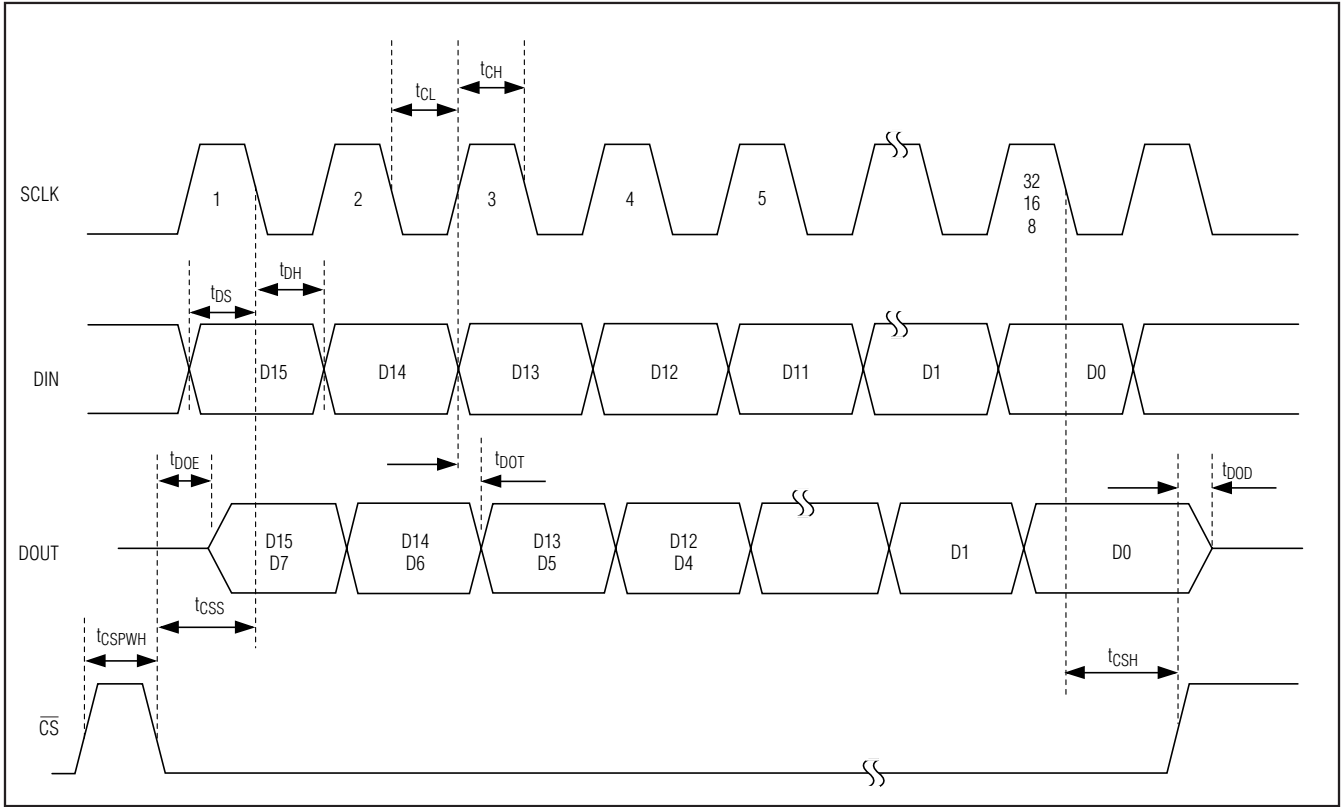 tCH
tCL
SCLK
1
2
3
4
5
32
16
8
tDH
tDS
DIN
D15
D14
D13
D12
D11
D1
D0
tDOE
tDOT
tDOD
DOUT
D15
D7
D14
D6
D13
D5
D12
D4
D1
D0
tCSS
tCSPWH
tCSH
CS